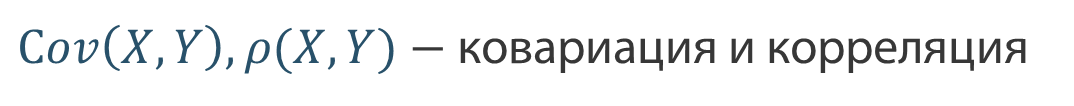 Cov(X,Y), ρ(X,Y) – ковариация и корреляция